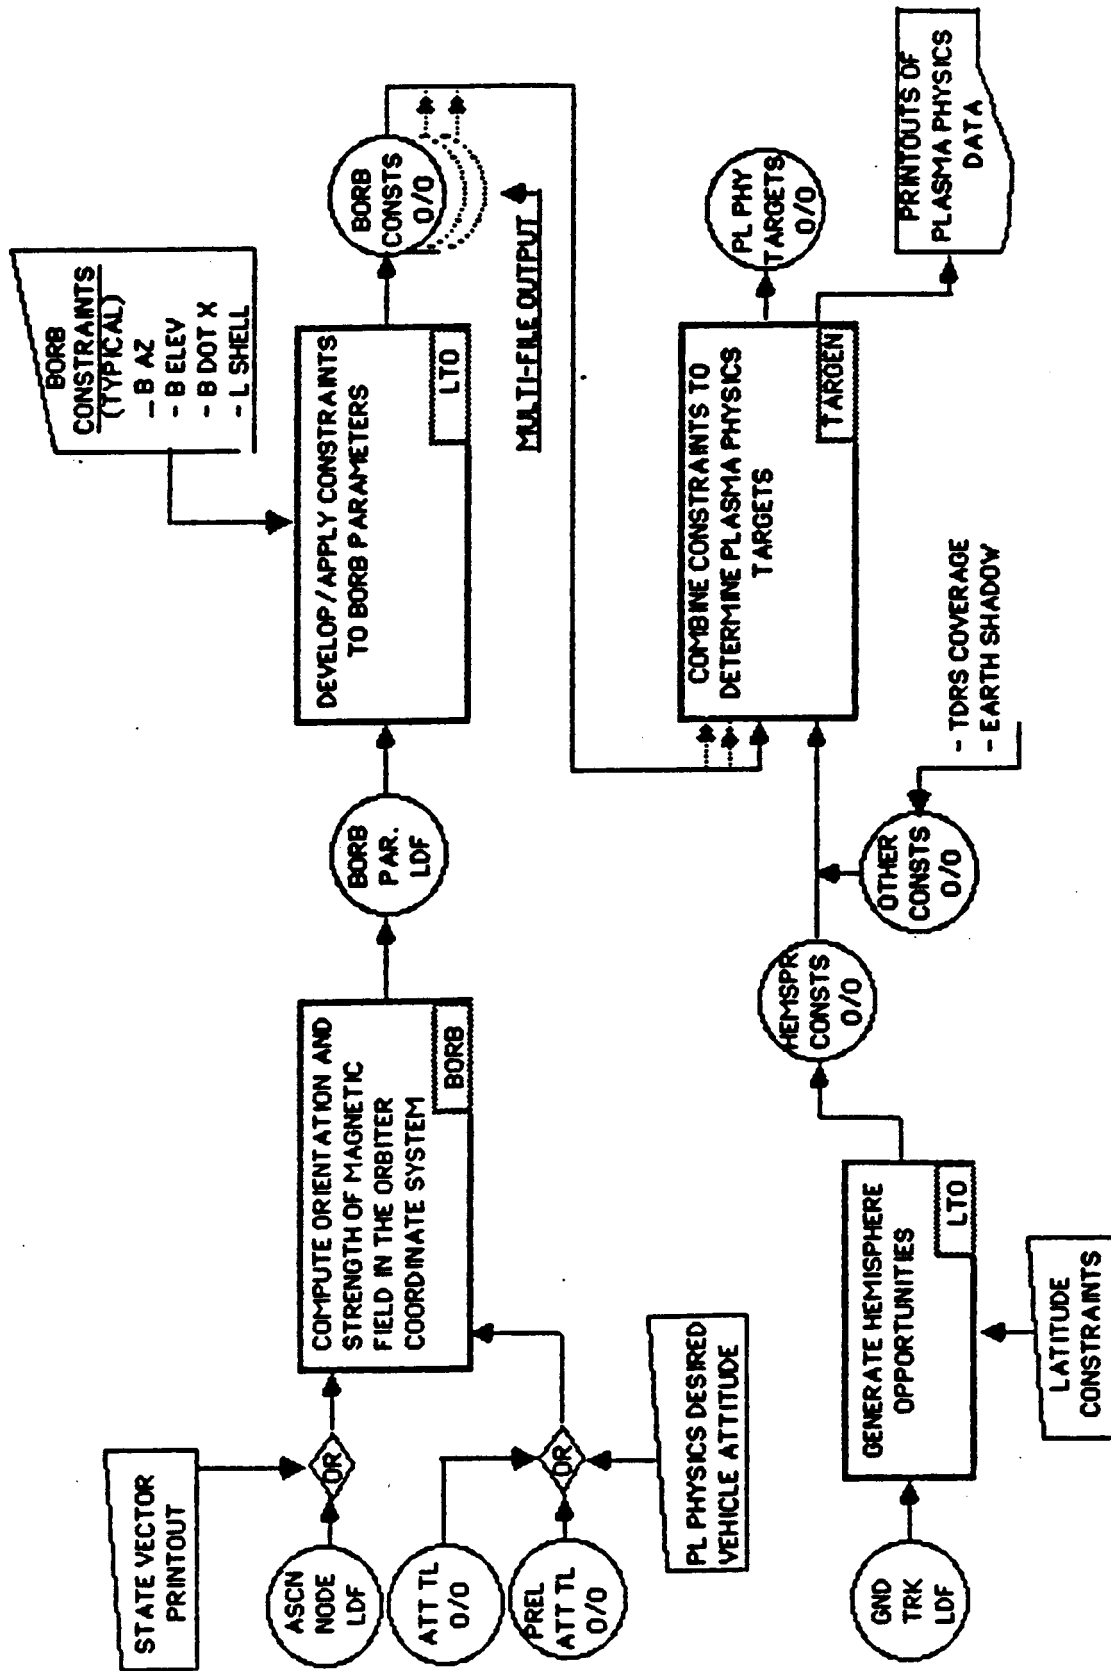 STATE VECTOR
PRINTOUT
ASCN
NODE
LDF
OR
ATT TL
O/O
PREL
ATT TL
O/O
OR
PL PHYSICS DESIRED
VEHICLE ATTITUDE
COMPUTE ORIENTATION AND
STRENGTH OF MAGNETIC
FIELD IN THE ORBITER
COORDINATE SYSTEM
BORB
BORB
PAR.
LDF
BORB
CONSTRAINTS
(TYPICAL)
- B AZ
- B ELEV
- B DOT X
- L SHELL
DEVELOP/APPLY CONSTRAINTS
TO BORB PARAMETERS
LTO
BORB
CONSTS
O/O
MULTI-FILE OUTPUT
GND
TRK
LDF
GENERATE HEMISPHERE
OPPORTUNITIES
LTO
LATITUDE
CONSTRAINTS
HEMSPR
CONSTS
O/O
OTHER
CONSTS
O/O
- TDRS COVERAGE
- EARTH SHADOW
COMBINE CONSTRAINTS TO
DETERMINE PLASMA PHYSICS
TARGETS
TARGEN
PL PHY
TARGETS
O/O
PRINTOUTS OF
PLASMA PHYSICS
DATA